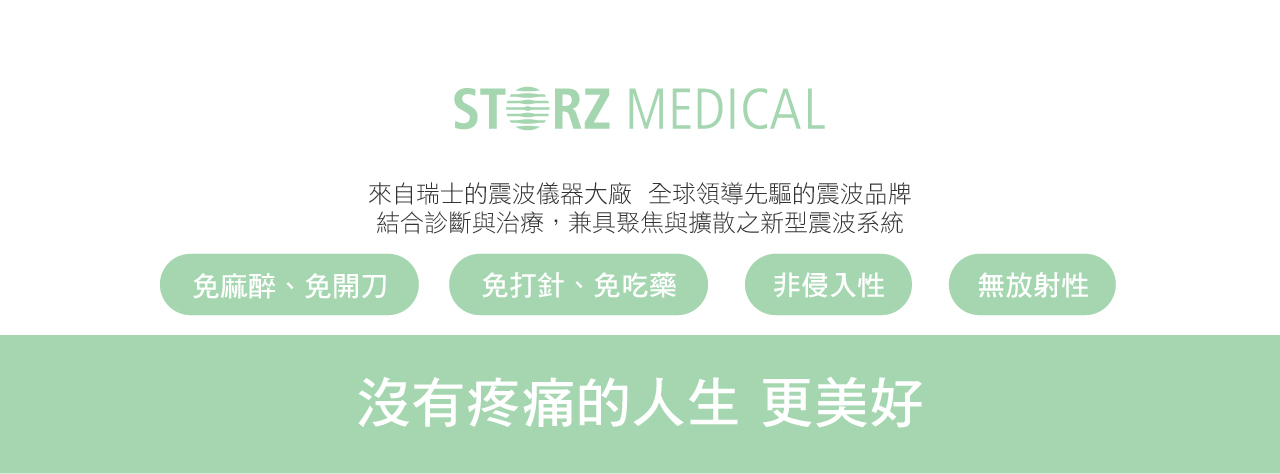 STORZ MEDICAL
來自瑞士的震波儀器大廠 全球領導先驅的震波品牌
結合診斷與治療，兼具聚焦與擴散之新型震波系統
免麻醉、免開刀 免打針、免吃藥 非侵入性 無放射性
沒有疼痛的人生 更美好